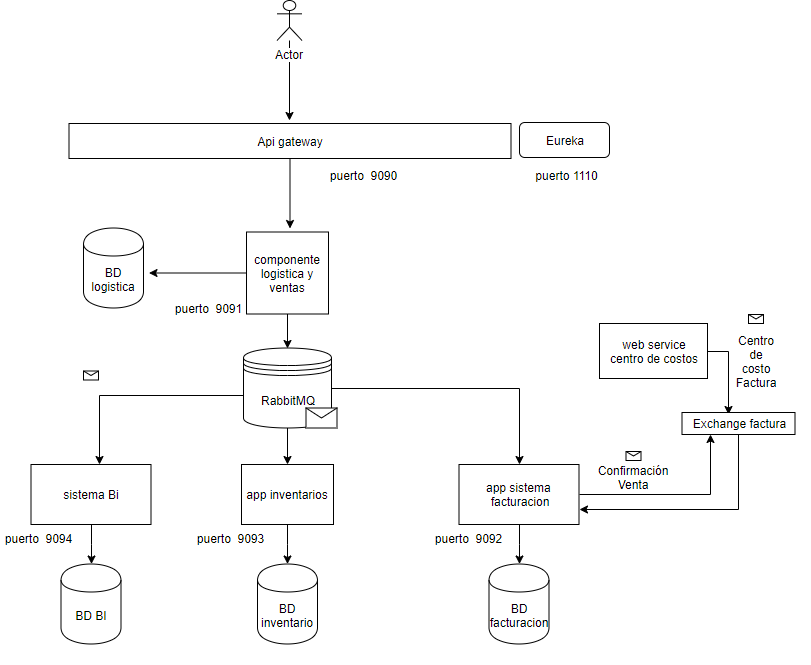 Actor
Api gateway
Eureka
puerto  9090
puerto 1110
componente
logistica y
ventas
BD
logistica
puerto  9091
web service
centro de costos
Centro
de
costo
Factura
RabbitMQ
Exchange factura
Confirmación
Venta
sistema Bi
app inventarios
app sistema
facturacion
puerto  9094
puerto  9093
puerto  9092
BD BI
BD
inventario
BD
facturacion